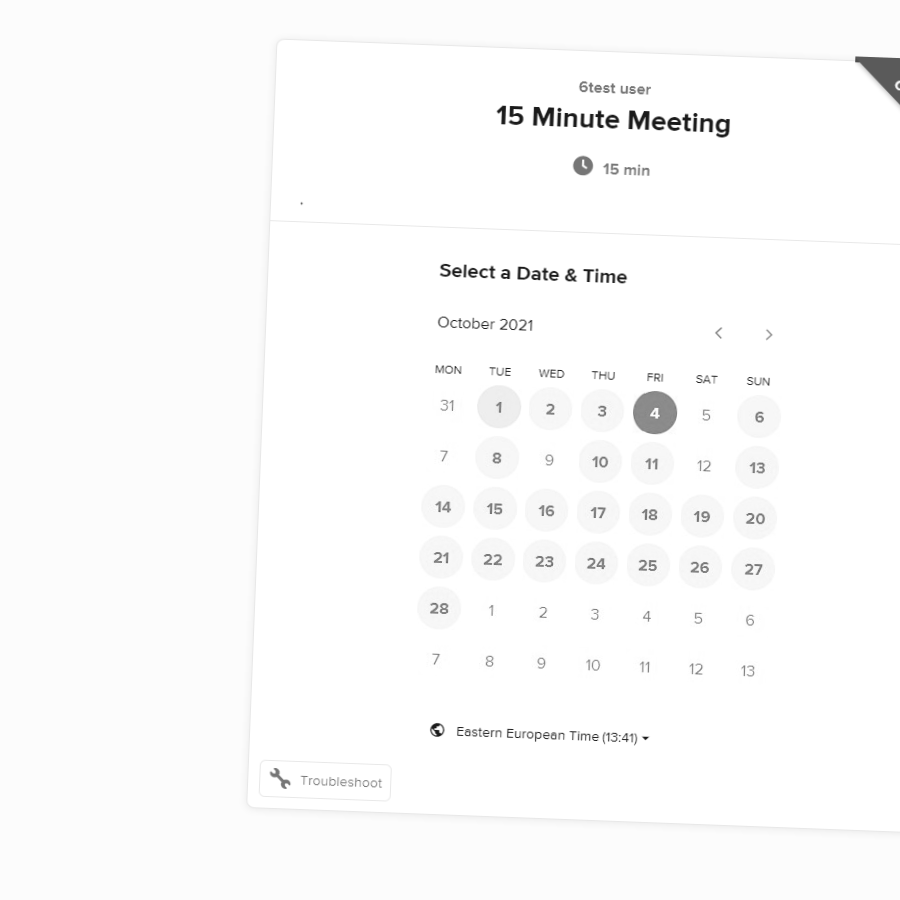 6test user
15 Minute Meeting
15 min
.
Select a Date & Time
October 2021
MON TUE WED THU FRI SAT SUN
31 1 2 3 4 5 6
7 8 9 10 11 12 13
14 15 16 17 18 19 20
21 22 23 24 25 26 27
28 1 2 3 4 5 6
7 8 9 10 11 12 13
Eastern European Time (13:41)
Troubleshoot